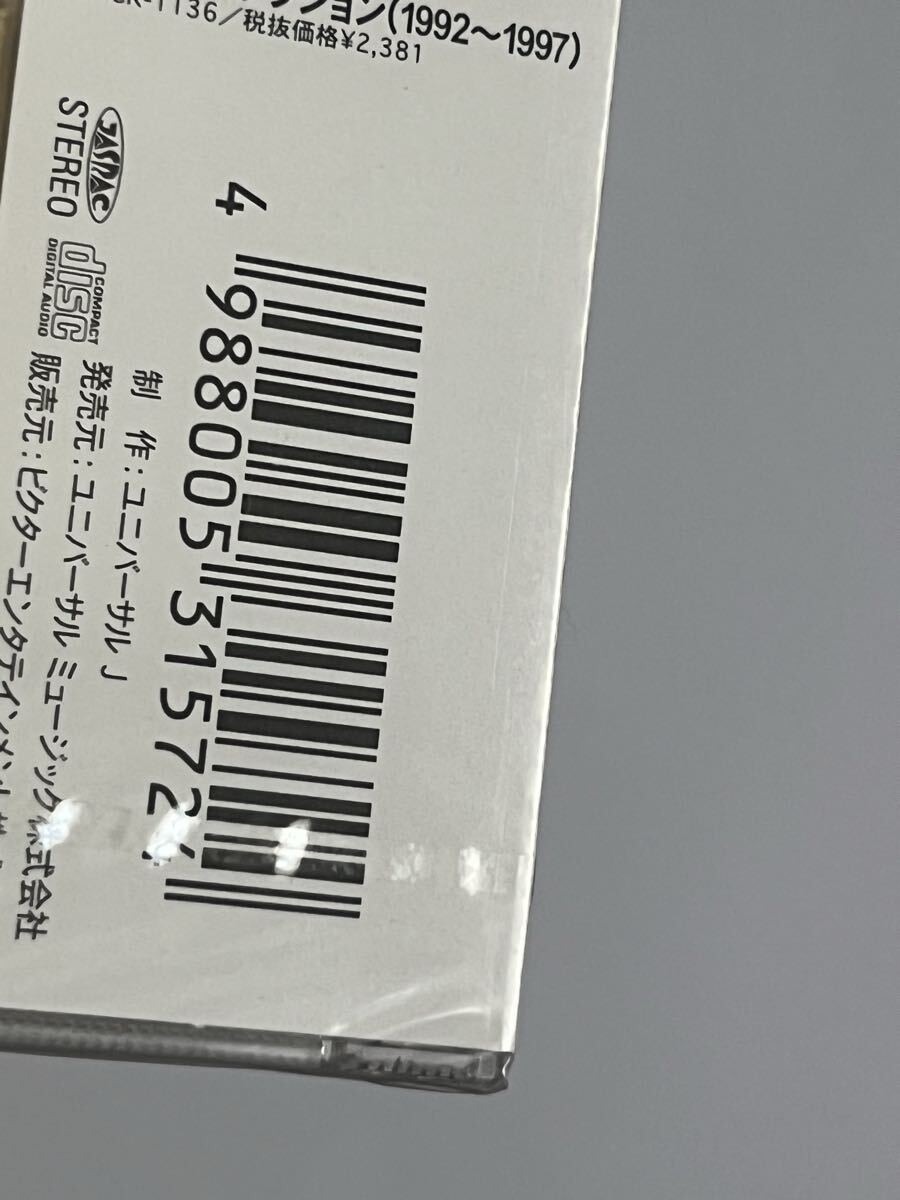 ション(1992～1997)
-1136／税抜価格¥2,381
JASRAC
STEREO
COMPACT
disc
DIGITAL AUDIO
4 988005 315724
制 作：ユニバーサル J
発売元：ユニバーサル ミュージック株式会社
販売元：ビクターエンタテインメント